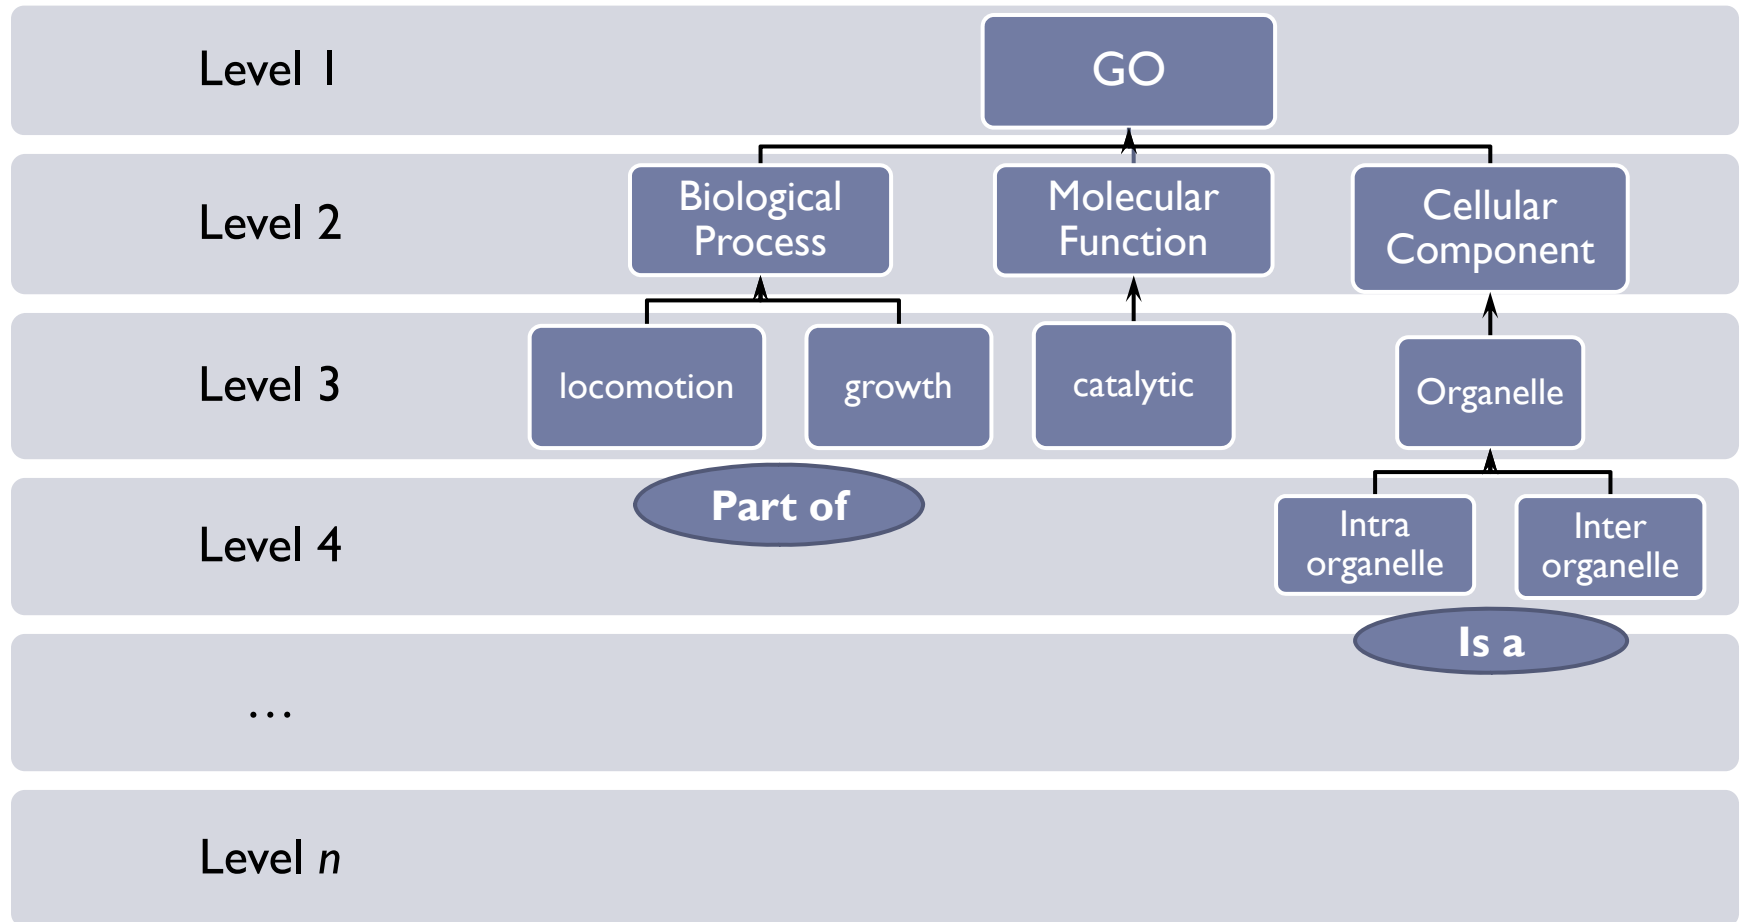 Level 1
GO
Level 2
Biological
Process
Molecular
Function
Cellular
Component
Level 3
locomotion
growth
catalytic
Organelle
Part of
Level 4
Intra
organelle
Inter
organelle
Is a
…
Level n